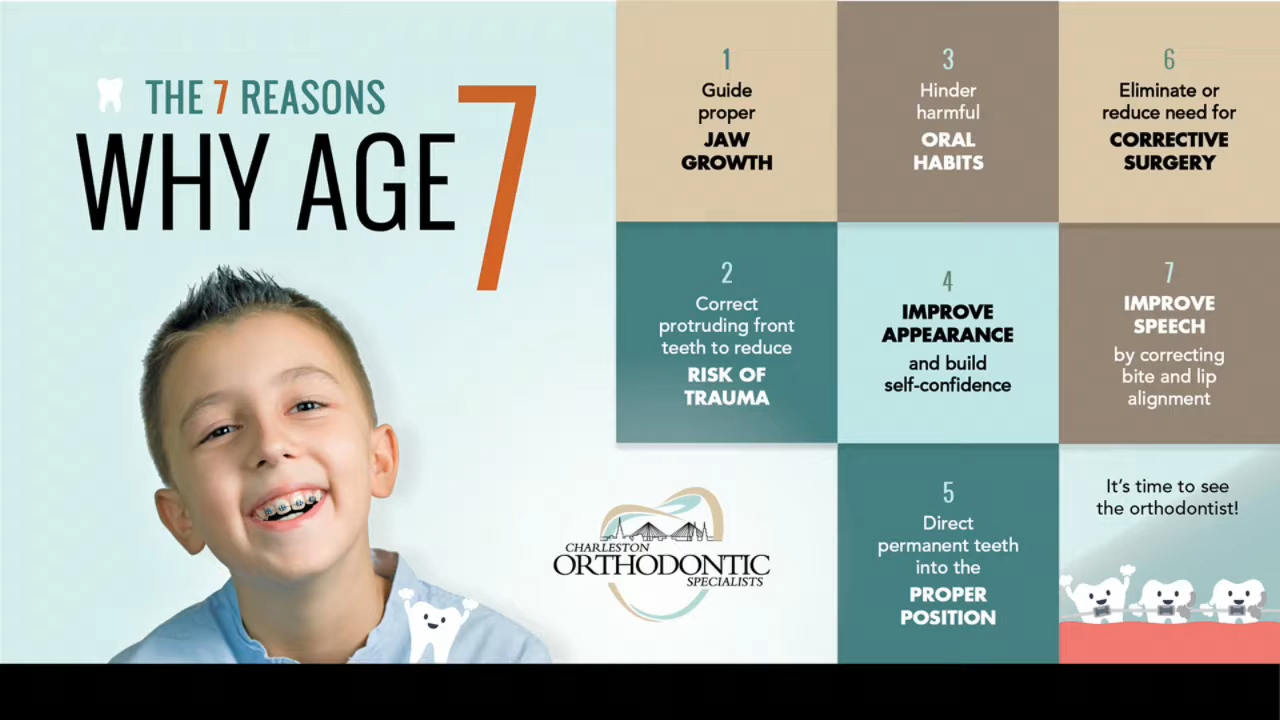 THE 7 REASONS
WHY AGE 7
1
Guide
proper
JAW
GROWTH
2
Correct
protruding front
teeth to reduce
RISK OF
TRAUMA
3
Hinder
harmful
ORAL
HABITS
4
IMPROVE
APPEARANCE
and build
self-confidence
5
Direct
permanent teeth
into the
PROPER
POSITION
6
Eliminate or
reduce need for
CORRECTIVE
SURGERY
7
IMPROVE
SPEECH
by correcting
bite and lip
alignment
It's time to see
the orthodontist!
CHARLESTON
ORTHODONTIC
SPECIALISTS